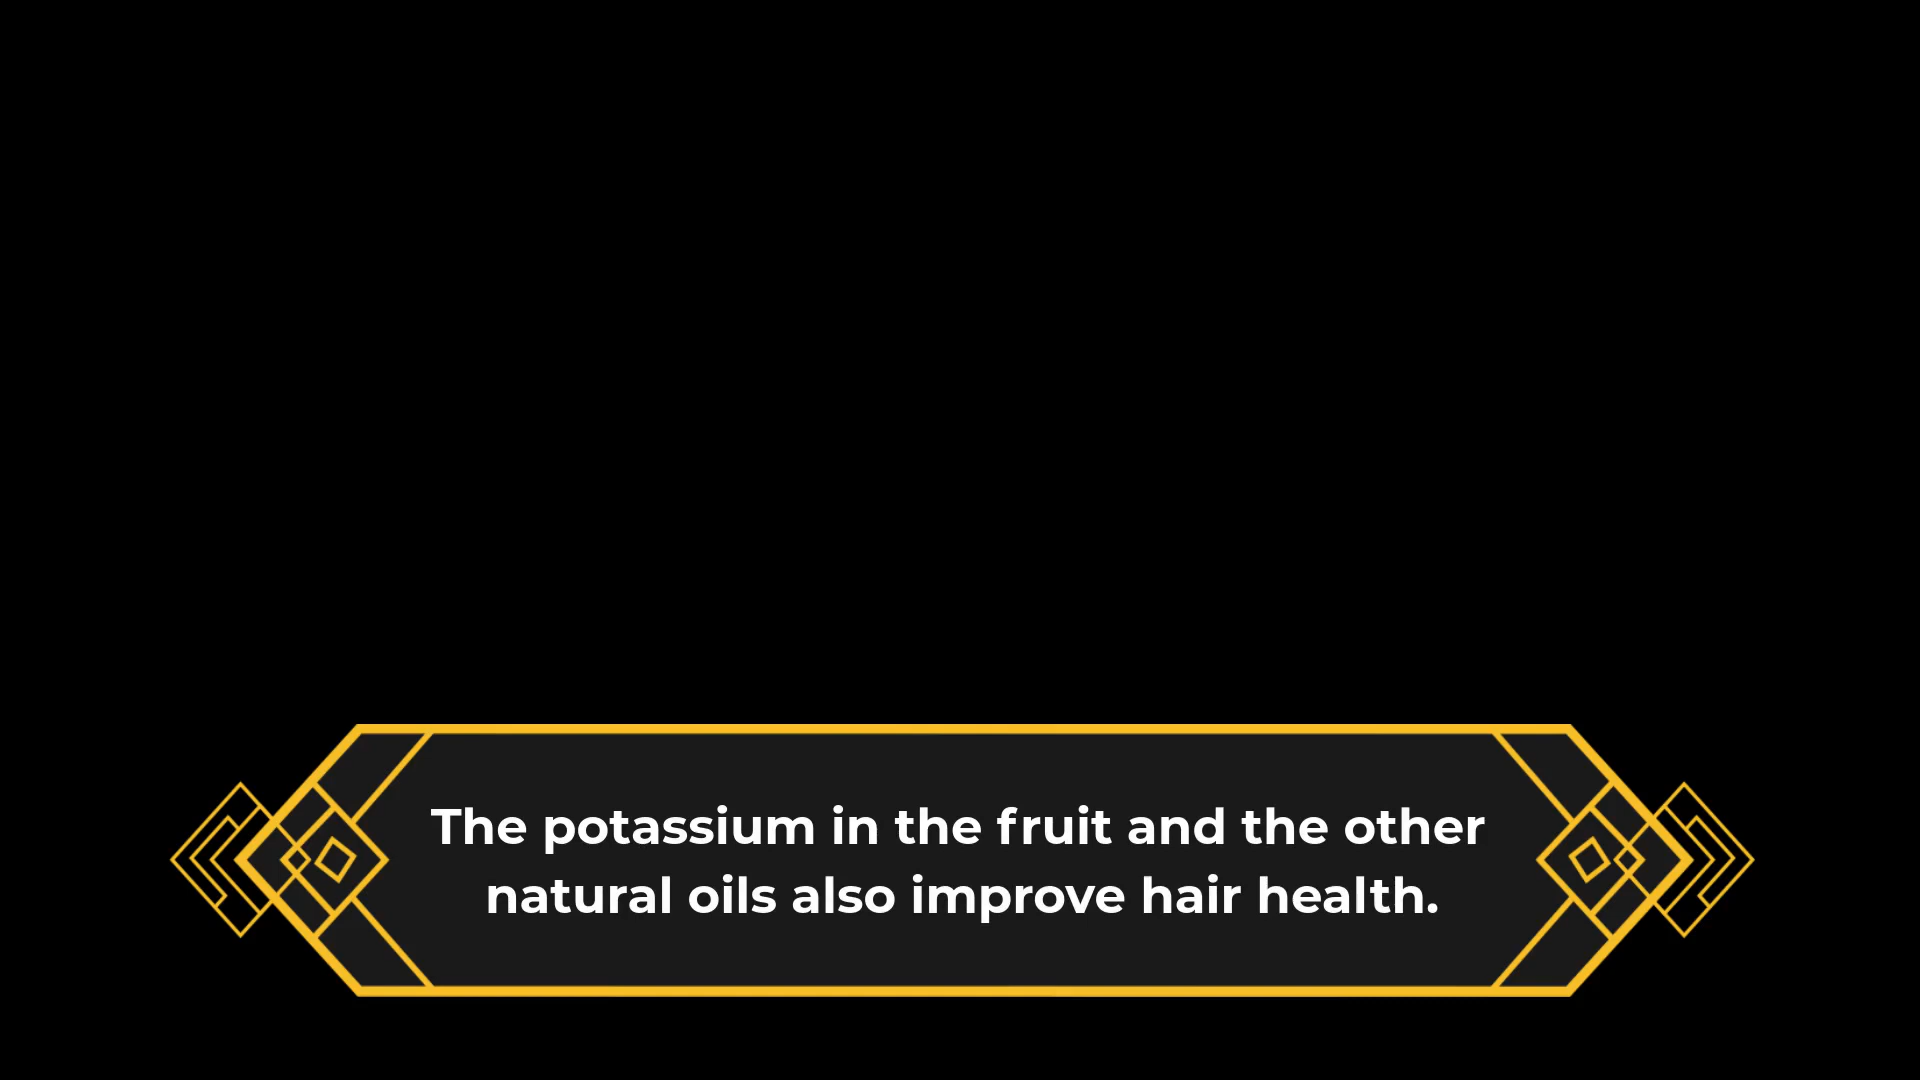 The potassium in the fruit and the other
natural oils also improve hair health.